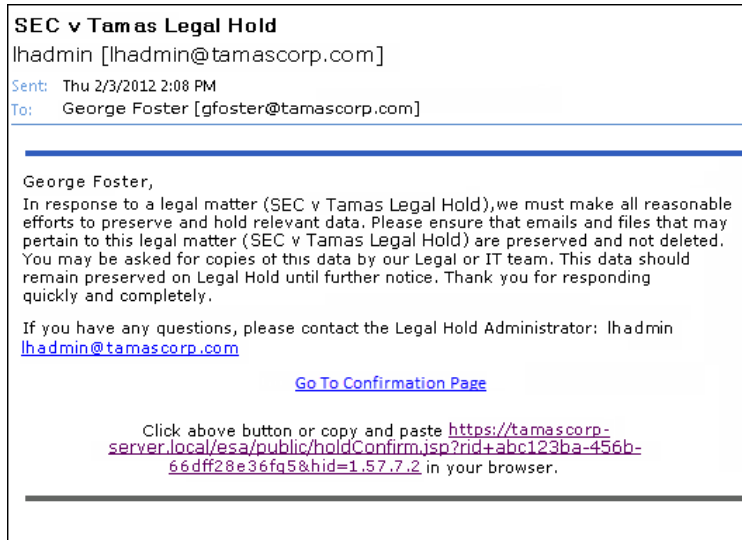 SEC v Tamas Legal Hold
lhadmin [lhadmin@tamascorp.com]
Sent: Thu 2/3/2012 2:08 PM
To: George Foster [gfoster@tamascorp.com]
George Foster,
In response to a legal matter (SEC v Tamas Legal Hold),we must make all reasonable
efforts to preserve and hold relevant data. Please ensure that emails and files that may
pertain to this legal matter (SEC v Tamas Legal Hold) are preserved and not deleted.
You may be asked for copies of this data by our Legal or IT team. This data should
remain preserved on Legal Hold until further notice. Thank you for responding
quickly and completely.
If you have any questions, please contact the Legal Hold Administrator: lhadmin
lhadmin@tamascorp.com
Go To Confirmation Page
Click above button or copy and paste https://tamascorp-
server.local/esa/public/holdConfirm.jsp?rid+abc123ba-456b-
66dff28e36fq5&hid=1.57.7.2 in your browser.